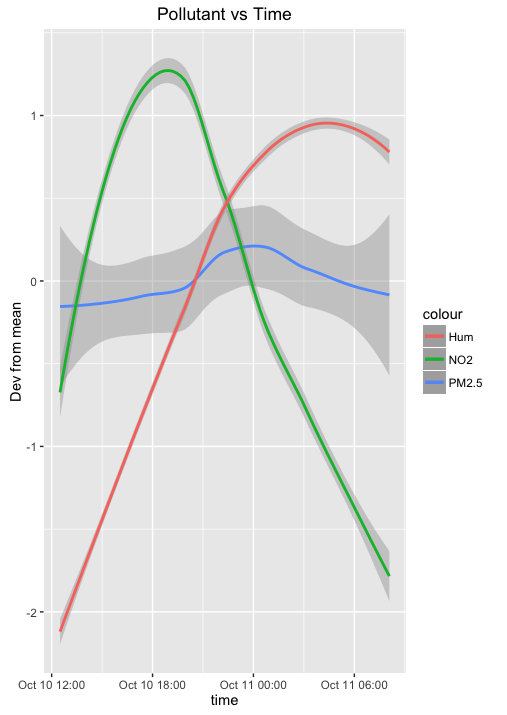 Pollutant vs Time
Dev from mean
1
0
-1
-2
Oct 10 12:00 Oct 10 18:00 Oct 11 00:00 Oct 11 06:00
time
colour
Hum
NO2
PM2.5